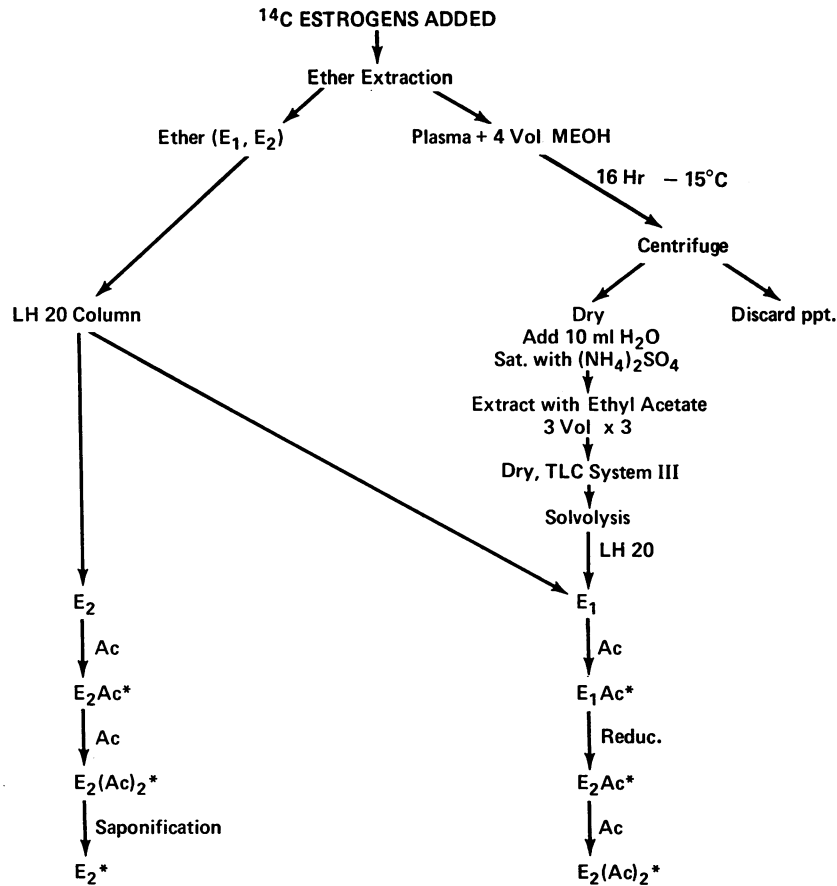 ¹⁴C ESTROGENS ADDED
Ether Extraction
Ether (E₁, E₂)
Plasma + 4 Vol MEOH
16 Hr – 15°C
Centrifuge
LH 20 Column
Dry
Add 10 ml H₂O
Sat. with (NH₄)₂SO₄
Discard ppt.
Extract with Ethyl Acetate
3 Vol x 3
Dry, TLC System III
Solvolysis
LH 20
E₂
E₁
Ac
Ac
E₂Ac*
E₁Ac*
Ac
Reduc.
E₂(Ac)₂*
E₂Ac*
Saponification
Ac
E₂*
E₂(Ac)₂*